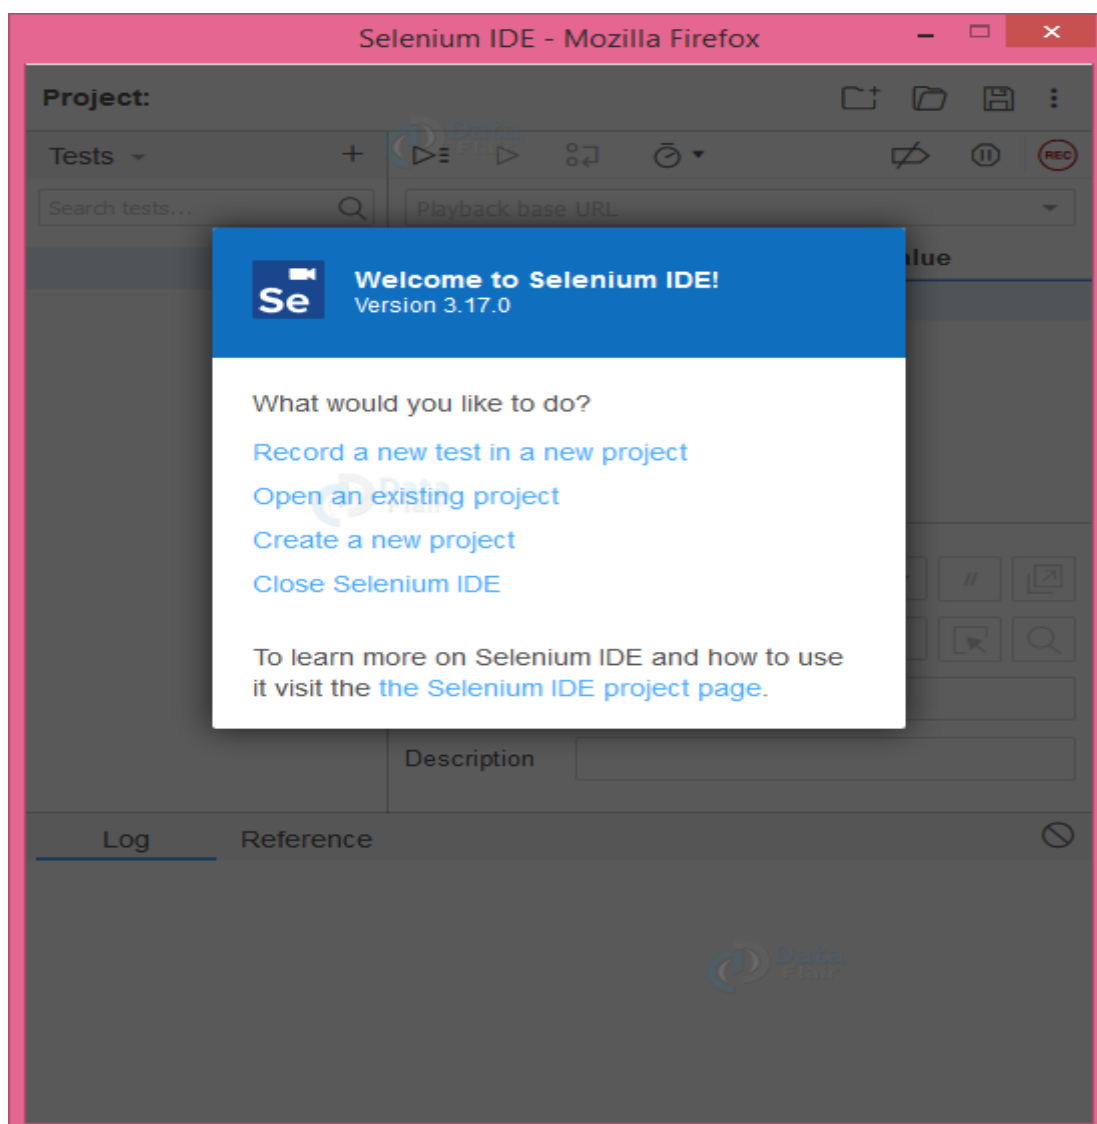 Selenium IDE - Mozilla Firefox
Project:
Tests
REC
Search tests...
Playback base URL
alue
Se
Welcome to Selenium IDE!
Version 3.17.0
What would you like to do?
Record a new test in a new project
Open an existing project
Create a new project
Close Selenium IDE
To learn more on Selenium IDE and how to use
it visit the the Selenium IDE project page.
//
Description
Log
Reference
Data
Flair